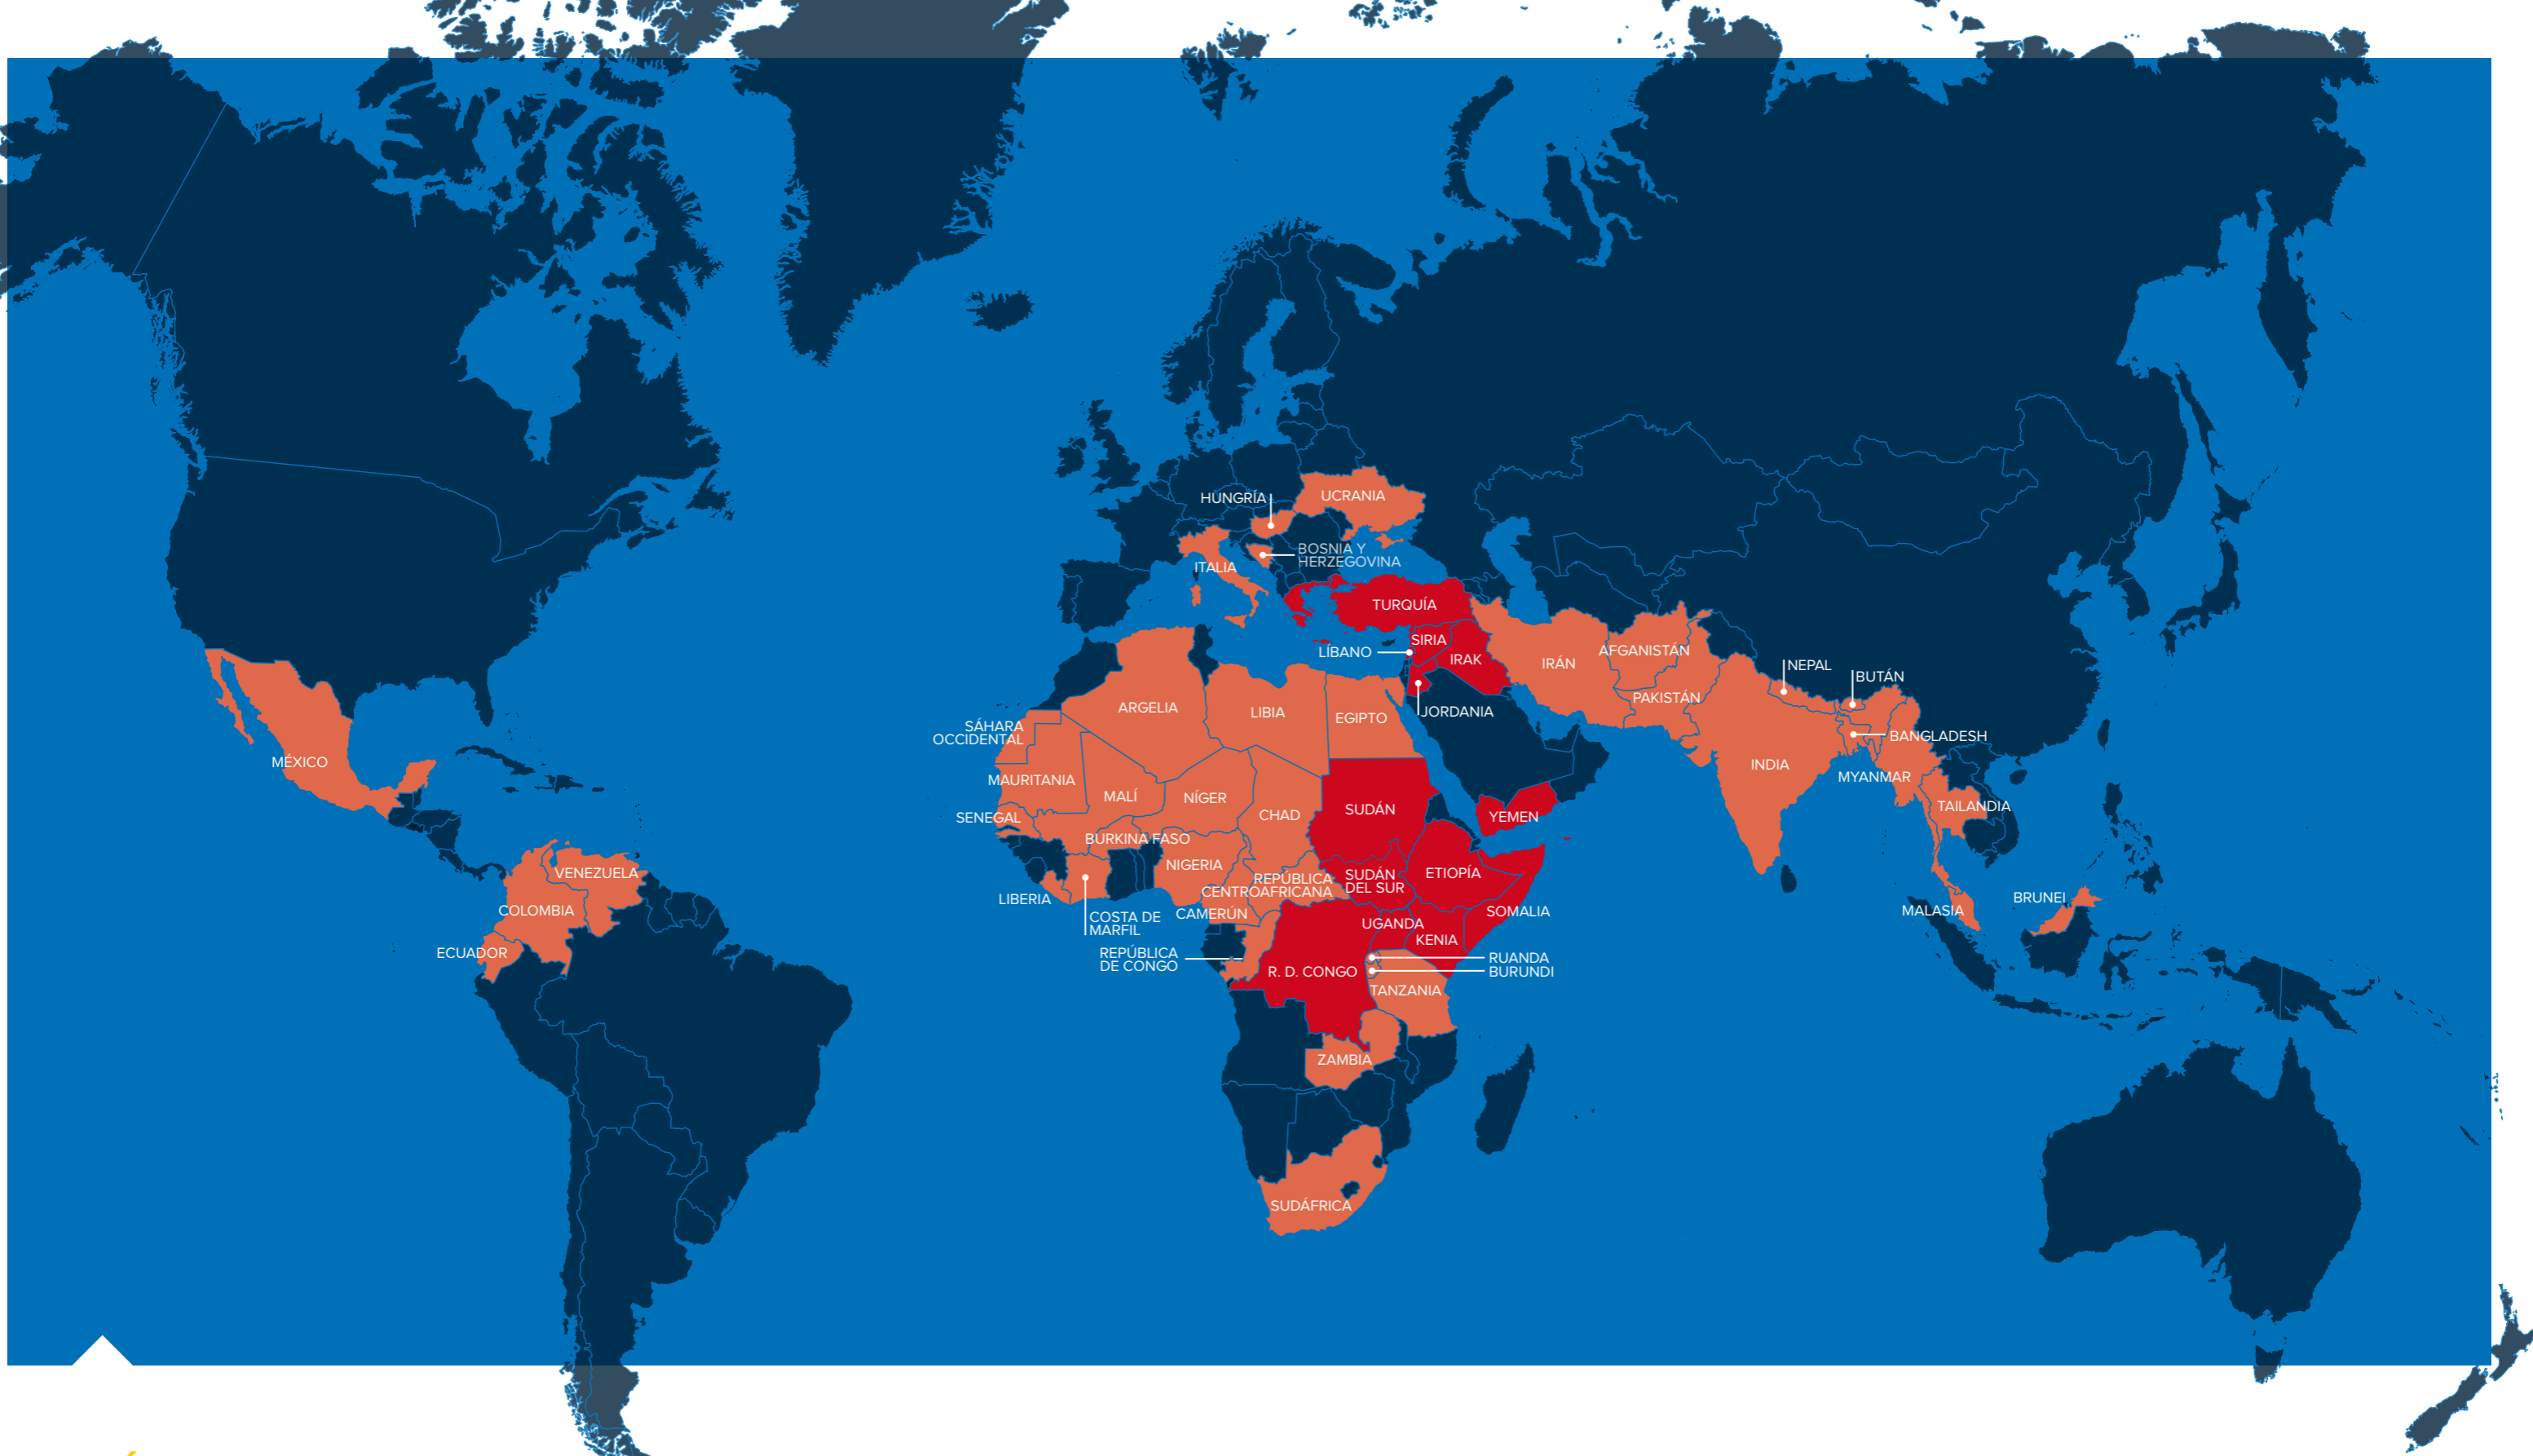 HUNGRÍA
UCRANIA
BOSNIA Y
HERZEGOVINA
ITALIA
TURQUÍA
SIRIA
LÍBANO
IRAK
IRÁN
AFGANISTÁN
NEPAL
BUTÁN
PAKISTÁN
JORDANIA
ARGELIA
LIBIA
EGIPTO
SÁHARA
OCCIDENTAL
BANGLADESH
MÉXICO
INDIA
MYANMAR
MAURITANIA
MALÍ
NÍGER
CHAD
SUDÁN
YEMEN
TAILANDIA
SENEGAL
BURKINA FASO
NIGERIA
REPÚBLICA
CENTROAFRICANA
SUDÁN
DEL SUR
ETIOPÍA
VENEZUELA
LIBERIA
COLOMBIA
COSTA DE
MARFIL
CAMERÚN
UGANDA
SOMALIA
MALASIA
BRUNEI
KENIA
ECUADOR
REPÚBLICA
DE CONGO
R. D. CONGO
RUANDA
BURUNDI
TANZANIA
ZAMBIA
SUDÁFRICA